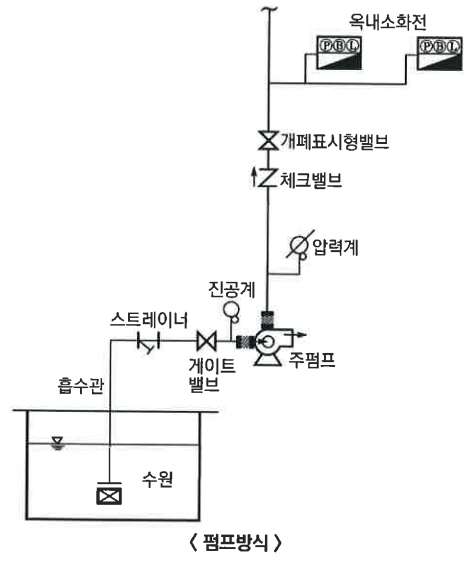 옥내소화전
ⓅⒷⓁ
ⓅⒷⓁ
개폐표시형밸브
체크밸브
압력계
진공계
스트레이너
게이트
밸브
주펌프
흡수관
수원
< 펌프방식 >